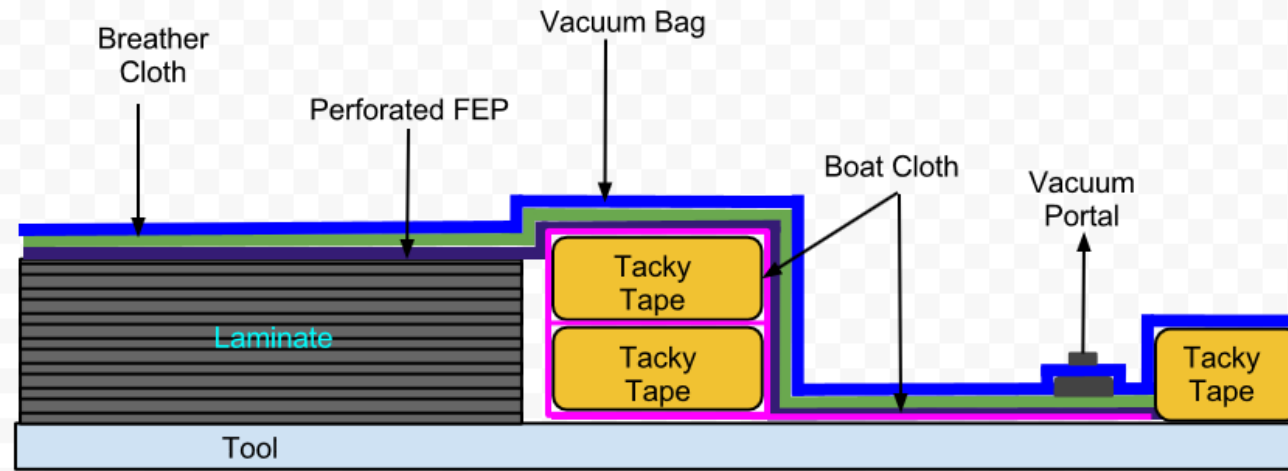 Vacuum Bag
Breather
Cloth
Perforated FEP
Boat Cloth
Vacuum
Portal
Tacky
Tape
Laminate
Tacky
Tape
Tacky
Tape
Tool